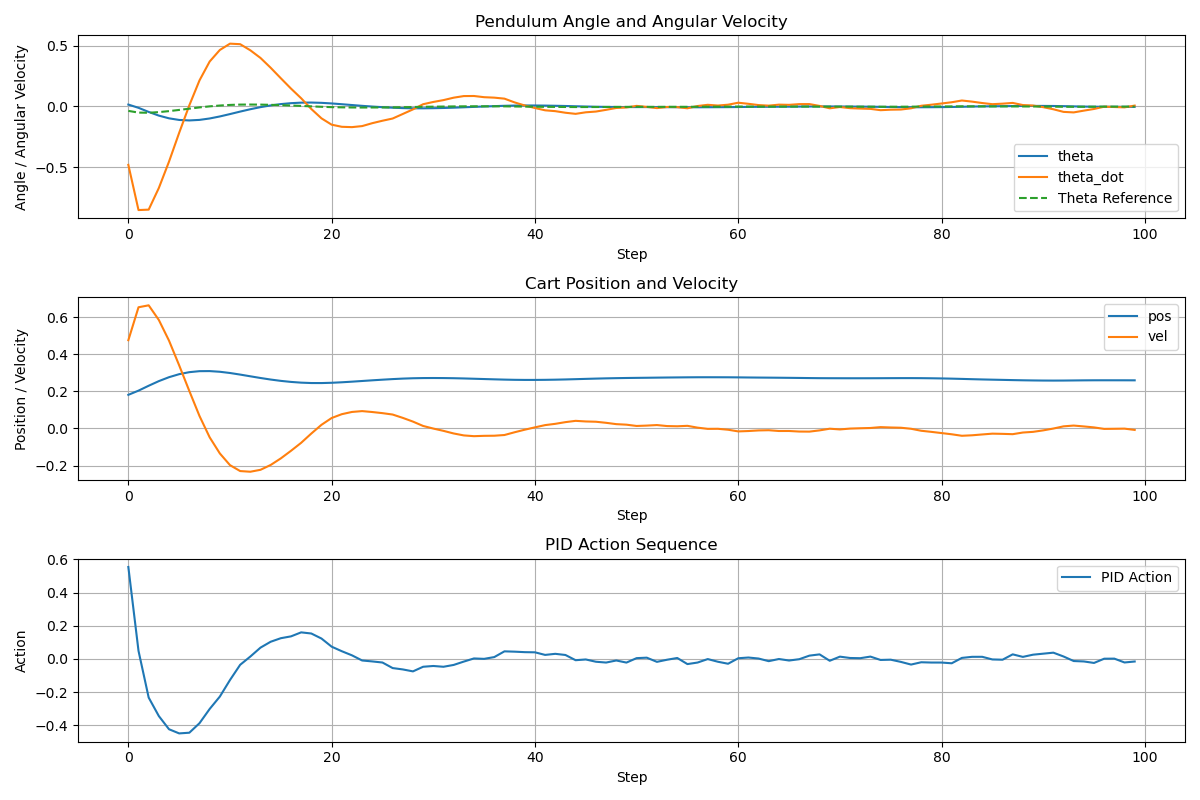 Pendulum Angle and Angular Velocity
Angle / Angular Velocity
0.5
0.0
−0.5
theta
theta_dot
Theta Reference
0 20 40 60 80 100
Step
Cart Position and Velocity
Position / Velocity
0.6
0.4
0.2
0.0
−0.2
pos
vel
0 20 40 60 80 100
Step
PID Action Sequence
Action
0.6
0.4
0.2
0.0
−0.2
−0.4
PID Action
0 20 40 60 80 100
Step